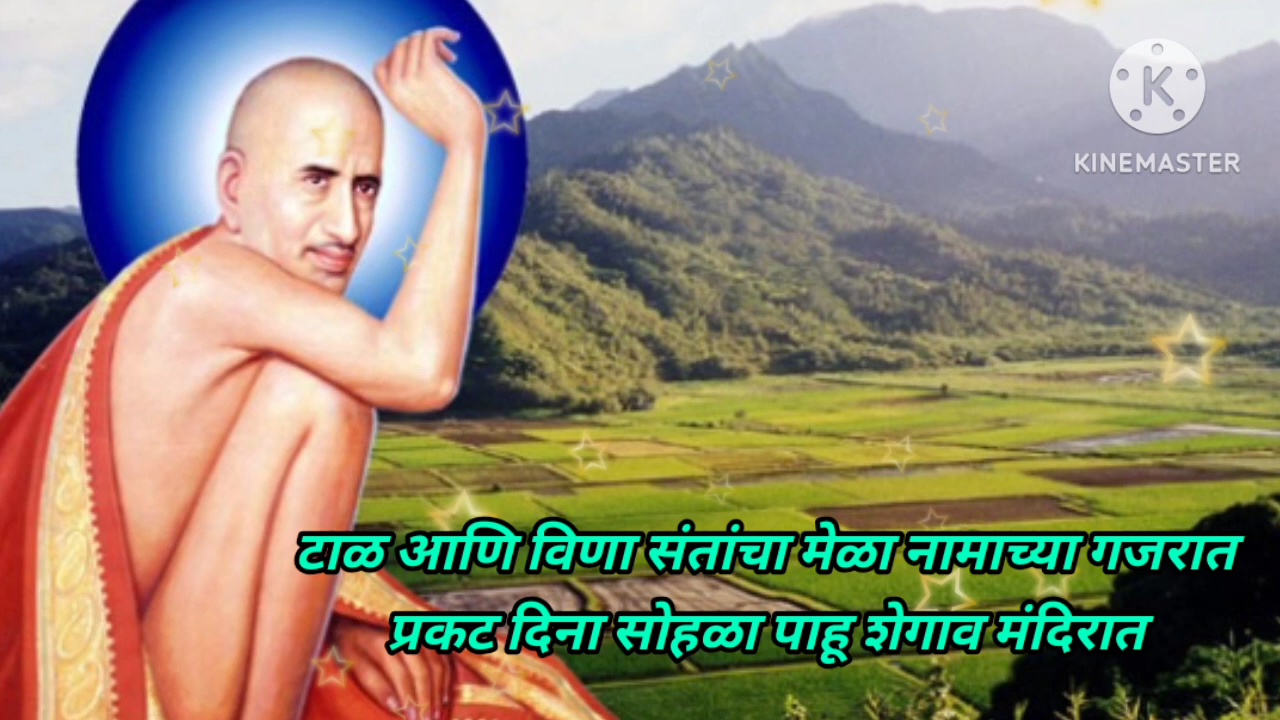 KINEMASTER
टाळ आणि विणा संतांचा मेळा नामाच्या गजरात
प्रकट दिना सोहळा पाहू शेगाव मंदिरात